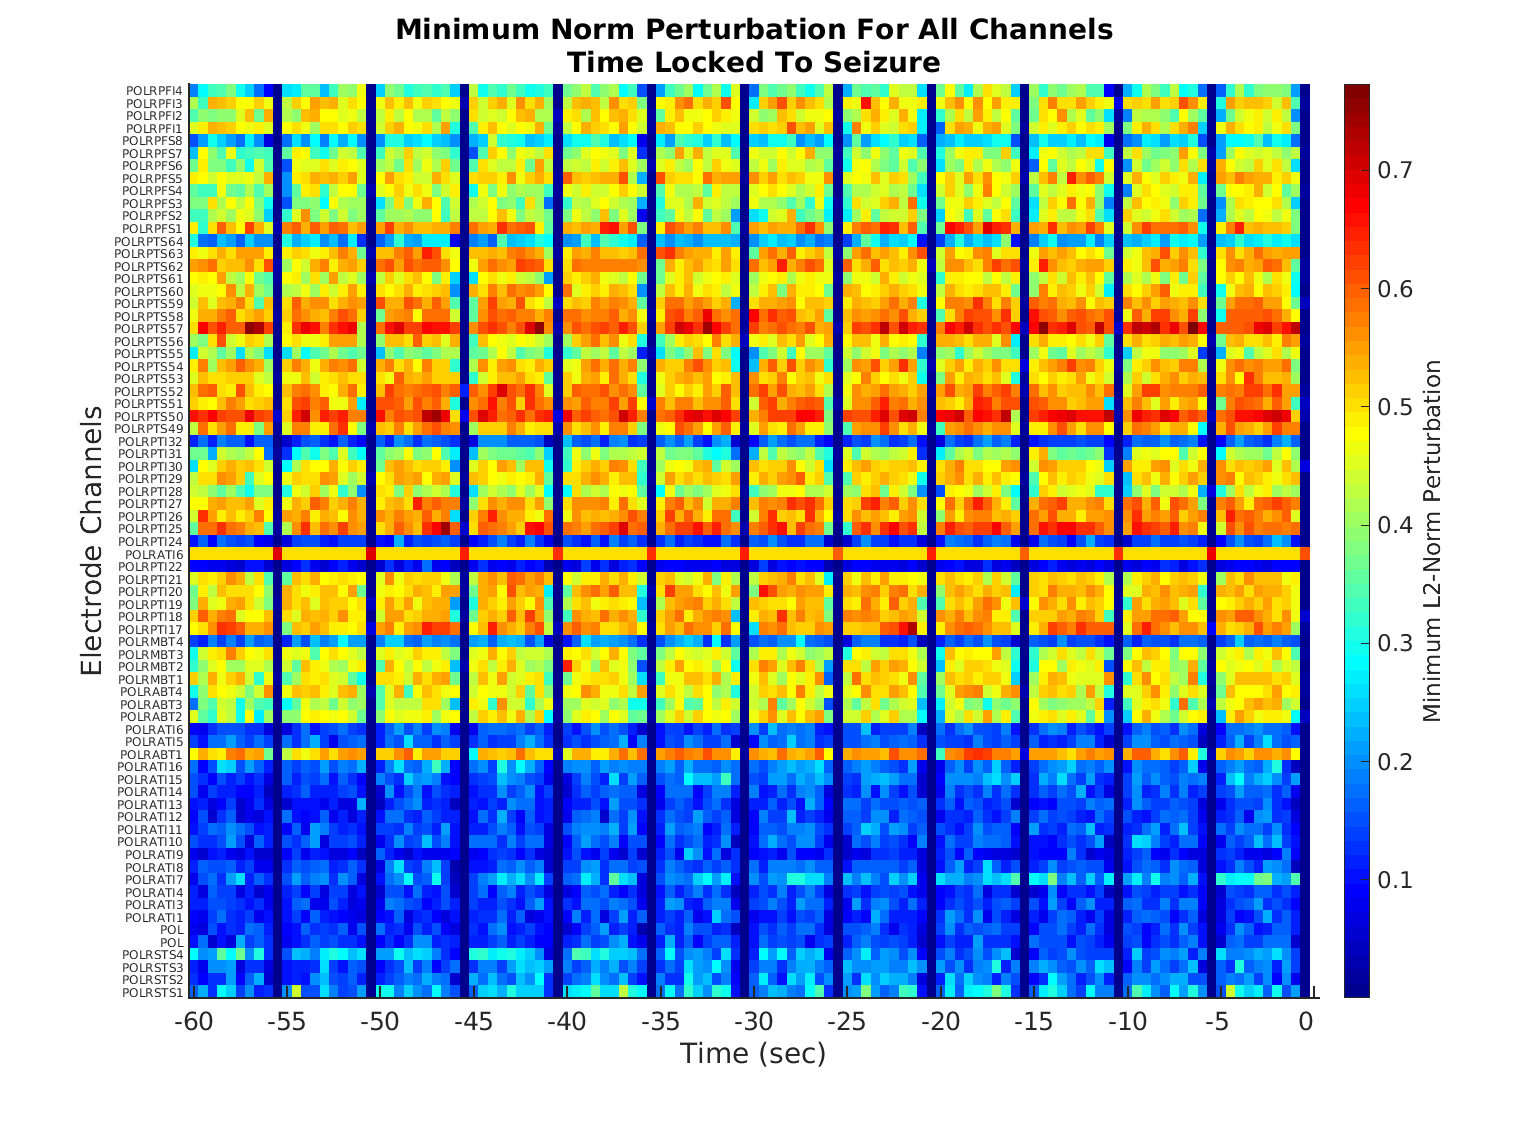 Minimum Norm Perturbation For All Channels
Time Locked To Seizure
Electrode Channels
POLRPFI4
POLRPFI3
POLRPFI2
POLRPFI1
POLRPFS8
POLRPFS7
POLRPFS6
POLRPFS5
POLRPFS4
POLRPFS3
POLRPFS2
POLRPFS1
POLRPTS64
POLRPTS63
POLRPTS62
POLRPTS61
POLRPTS60
POLRPTS59
POLRPTS58
POLRPTS57
POLRPTS56
POLRPTS55
POLRPTS54
POLRPTS53
POLRPTS52
POLRPTS51
POLRPTS50
POLRPTS49
POLRPTI32
POLRPTI31
POLRPTI30
POLRPTI29
POLRPTI28
POLRPTI27
POLRPTI26
POLRPTI25
POLRPTI24
POLRATI6
POLRPTI22
POLRPTI21
POLRPTI20
POLRPTI19
POLRPTI18
POLRPTI17
POLRMBT4
POLRMBT3
POLRMBT2
POLRMBT1
POLRABT4
POLRABT3
POLRABT2
POLRATI6
POLRATI5
POLRABT1
POLRATI16
POLRATI15
POLRATI14
POLRATI13
POLRATI12
POLRATI11
POLRATI10
POLRATI9
POLRATI8
POLRATI7
POLRATI4
POLRATI3
POLRATI1
POL
POL
POLRSTS4
POLRSTS3
POLRSTS2
POLRSTS1
-60 -55 -50 -45 -40 -35 -30 -25 -20 -15 -10 -5 0
Time (sec)
0.7
0.6
0.5
0.4
0.3
0.2
0.1
Minimum L2-Norm Perturbation